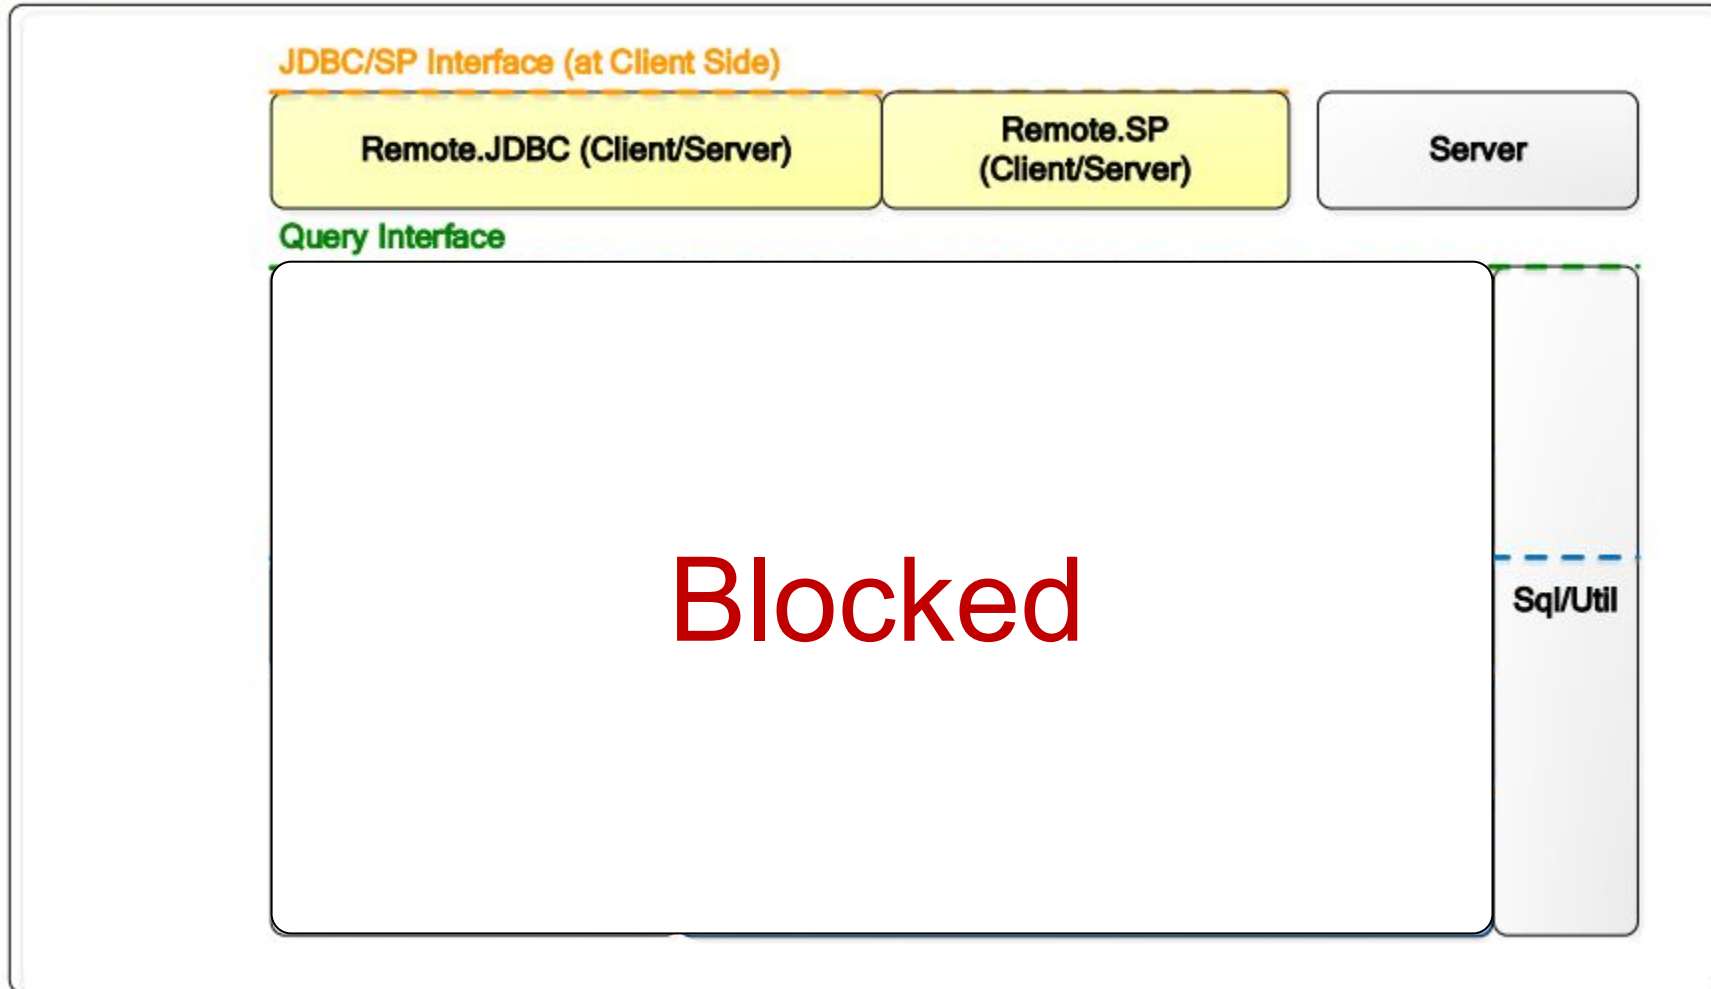 JDBC/SP Interface (at Client Side)
Remote.JDBC (Client/Server)
Remote.SP
(Client/Server)
Server
Query Interface
Blocked
Sql/Util